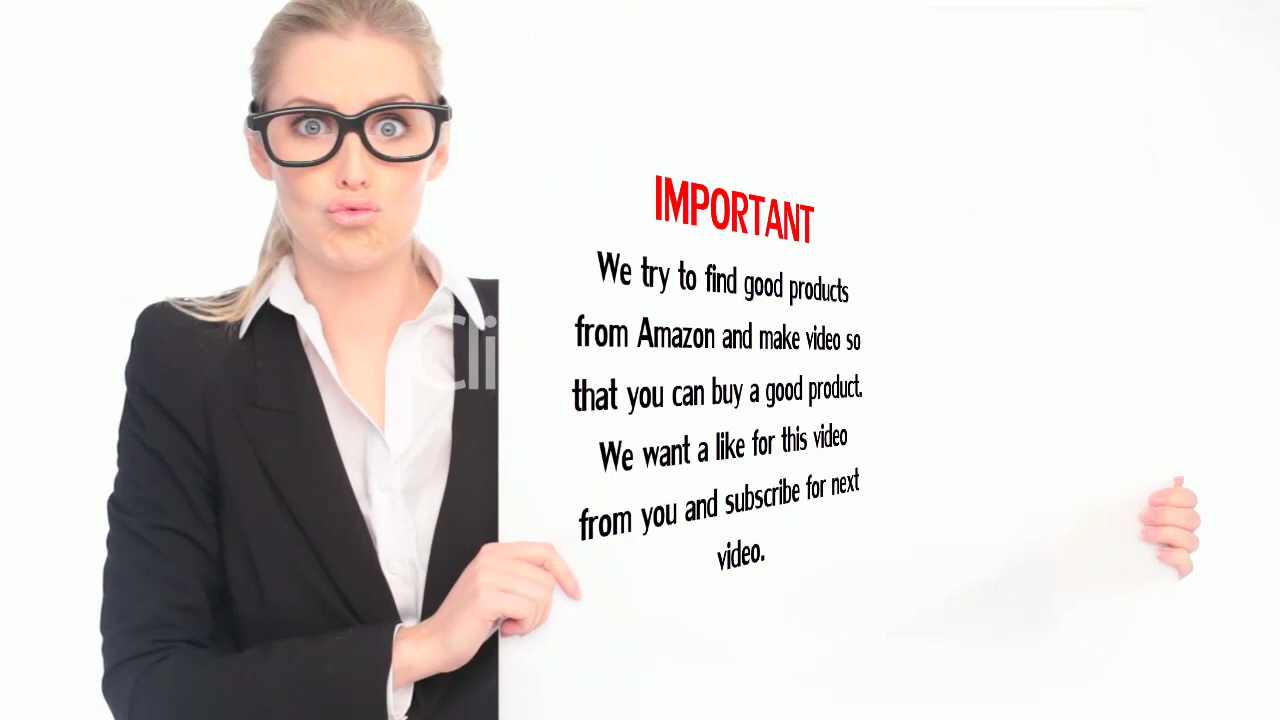 IMPORTANT
We try to find good products
from Amazon and make video so
that you can buy a good product.
We want a like for this video
from you and subscribe for next
video.
Cli